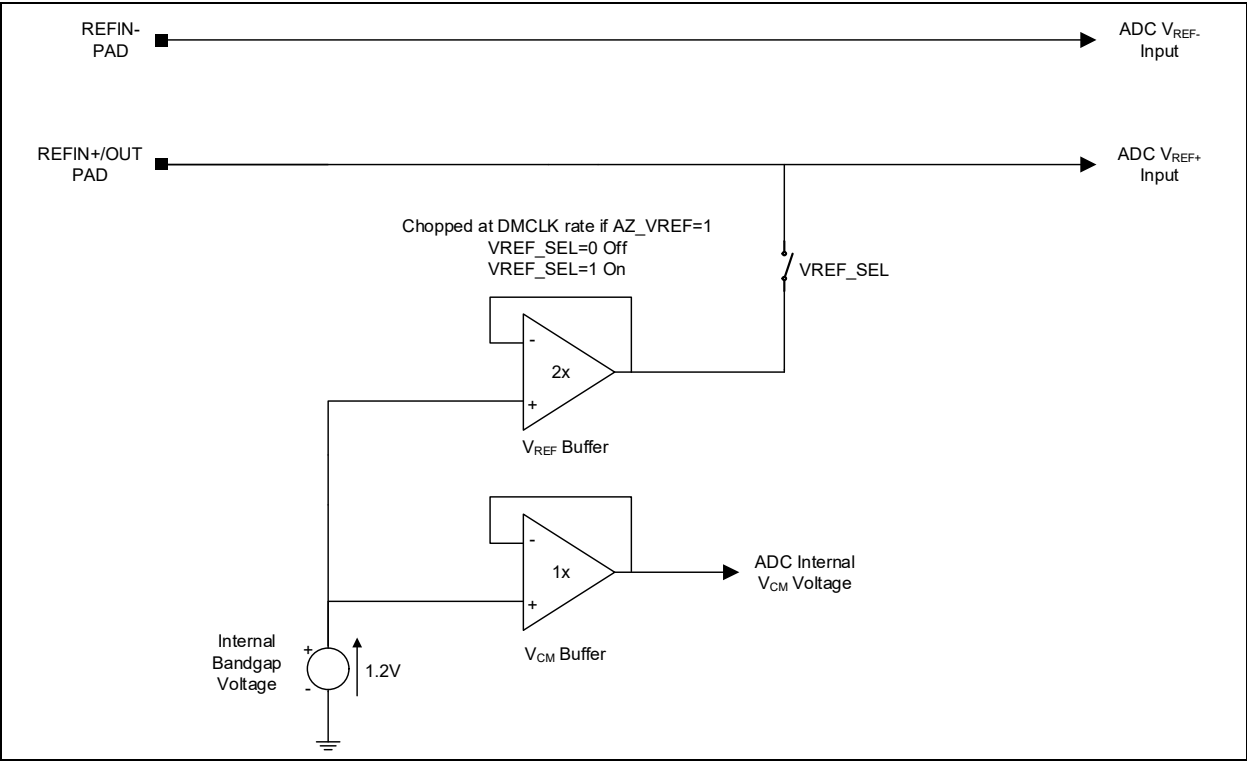 REFIN-
PAD
ADC VREF-
Input
REFIN+/OUT
PAD
ADC VREF+
Input
Chopped at DMCLK rate if AZ_VREF=1
VREF_SEL=0 Off
VREF_SEL=1 On
VREF_SEL
-
2x
+
VREF Buffer
-
1x
+
ADC Internal
VCM Voltage
VCM Buffer
Internal
Bandgap
Voltage
+
-
1.2V